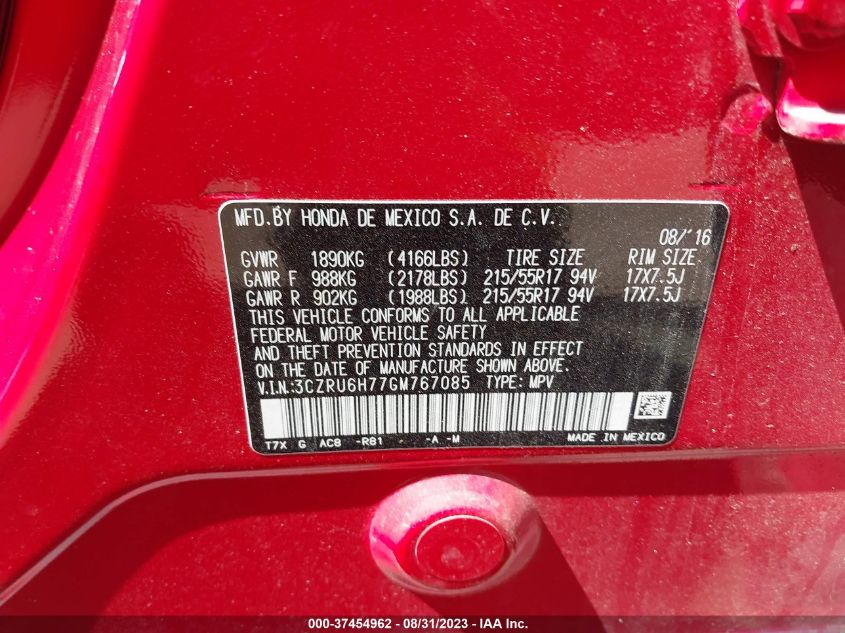 MFD.BY HONDA DE MEXICO S.A. DE C.V.
08/'16
GVWR 1890KG (4166LBS) TIRE SIZE RIM SIZE
GAWR F 988KG (2178LBS) 215/55R17 94V 17X7.5J
GAWR R 902KG (1988LBS) 215/55R17 94V 17X7.5J
THIS VEHICLE CONFORMS TO ALL APPLICABLE
FEDERAL MOTOR VEHICLE SAFETY
AND THEFT PREVENTION STANDARDS IN EFFECT
ON THE DATE OF MANUFACTURE SHOWN ABOVE.
V.I.N:3CZRU6H77GM767085 TYPE: MPV
T7X G AC8 -R81 -A -M MADE IN MEXICO
000-37454962 - 08/31/2023 - IAA Inc.